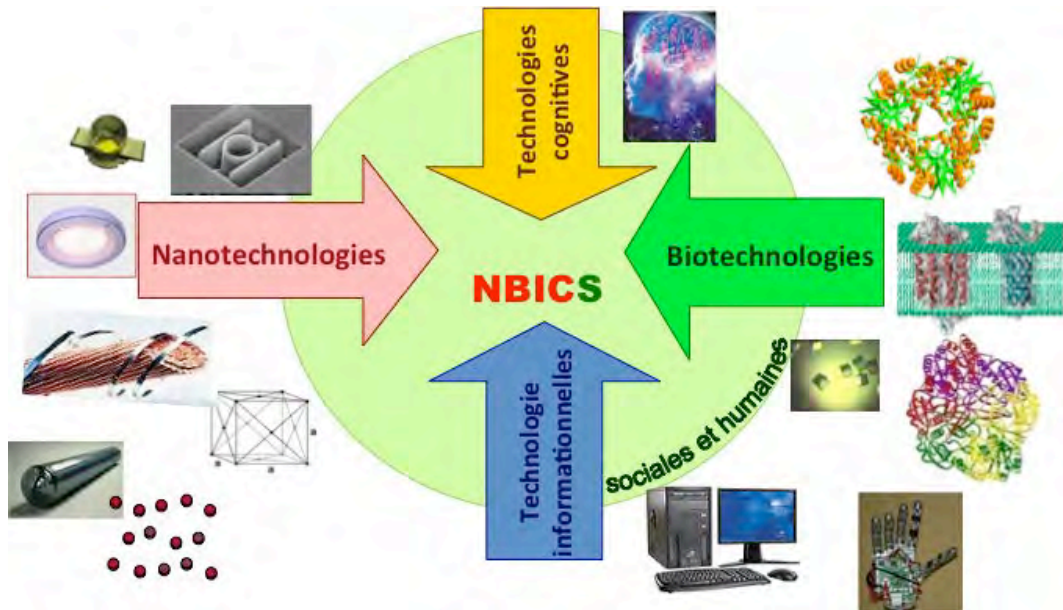 Technologies
cognitives
Nanotechnologies
Biotechnologies
NBICS
Technologie
informationnelles
sociales et humaines